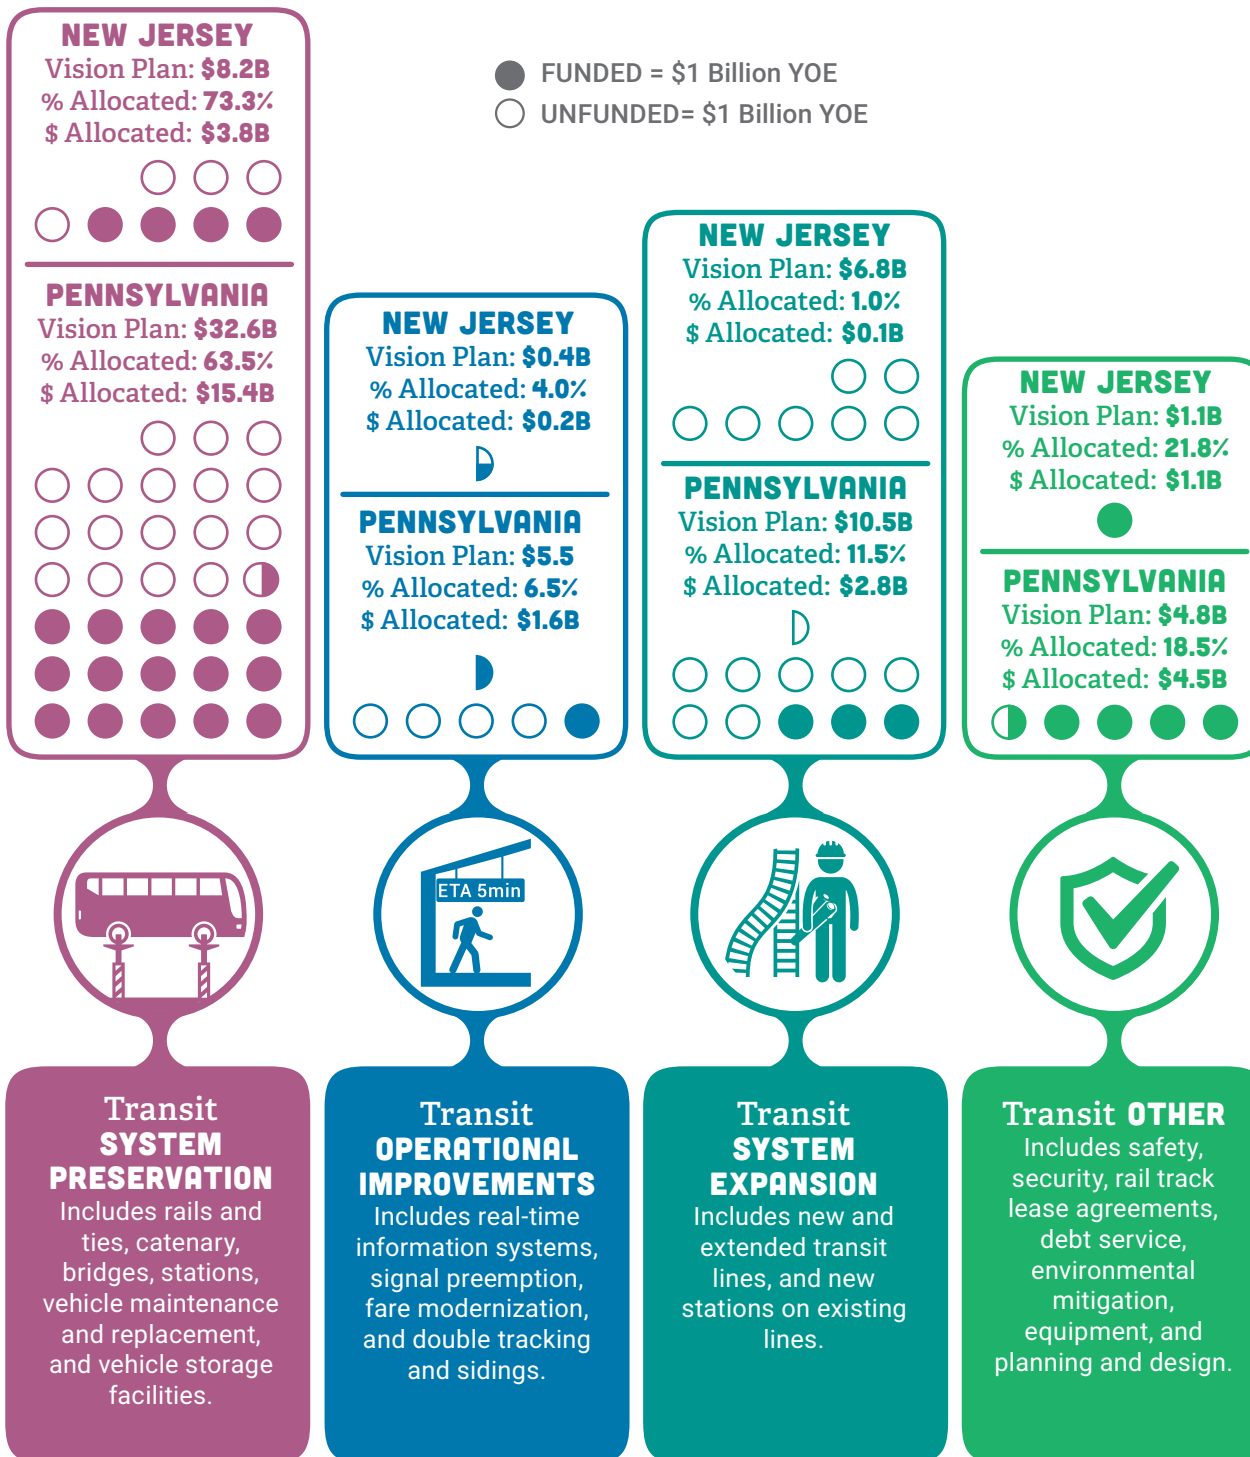 FUNDED = $1 Billion YOE
UNFUNDED= $1 Billion YOE
NEW JERSEY
Vision Plan: $8.2B
% Allocated: 73.3%
$ Allocated: $3.8B
PENNSYLVANIA
Vision Plan: $32.6B
% Allocated: 63.5%
$ Allocated: $15.4B
Transit
SYSTEM
PRESERVATION
Includes rails and
ties, catenary,
bridges, stations,
vehicle maintenance
and replacement,
and vehicle storage
facilities.
NEW JERSEY
Vision Plan: $0.4B
% Allocated: 4.0%
$ Allocated: $0.2B
PENNSYLVANIA
Vision Plan: $5.5
% Allocated: 6.5%
$ Allocated: $1.6B
ETA 5min
Transit
OPERATIONAL
IMPROVEMENTS
Includes real-time
information systems,
signal preemption,
fare modernization,
and double tracking
and sidings.
NEW JERSEY
Vision Plan: $6.8B
% Allocated: 1.0%
$ Allocated: $0.1B
PENNSYLVANIA
Vision Plan: $10.5B
% Allocated: 11.5%
$ Allocated: $2.8B
Transit
SYSTEM
EXPANSION
Includes new and
extended transit
lines, and new
stations on existing
lines.
NEW JERSEY
Vision Plan: $1.1B
% Allocated: 21.8%
$ Allocated: $1.1B
PENNSYLVANIA
Vision Plan: $4.8B
% Allocated: 18.5%
$ Allocated: $4.5B
Transit OTHER
Includes safety,
security, rail track
lease agreements,
debt service,
environmental
mitigation,
equipment, and
planning and design.